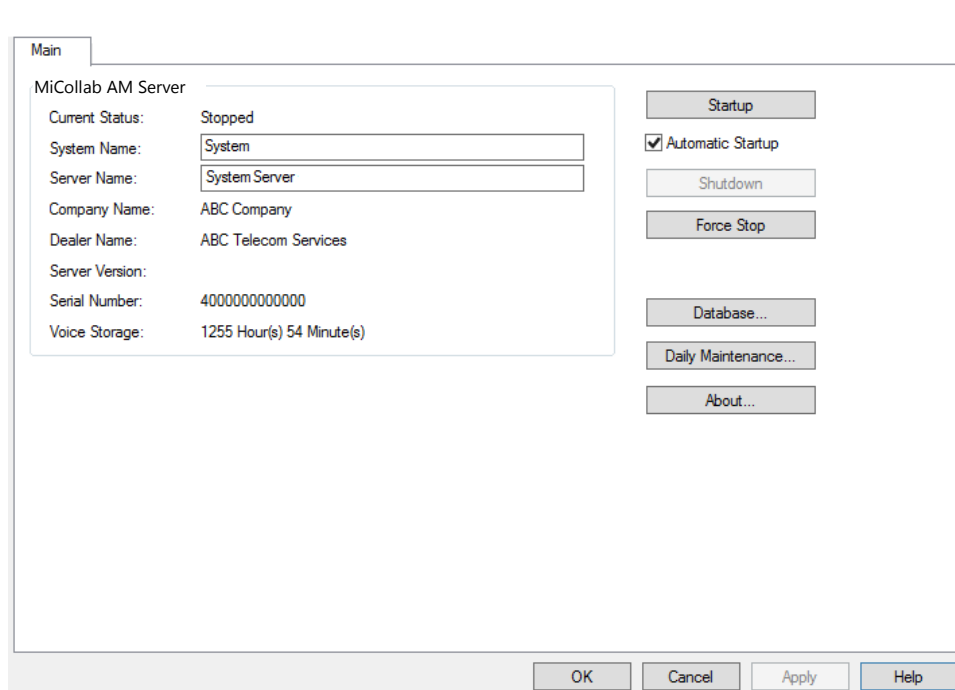 Main
MiCollab AM Server
Current Status: Stopped
System Name: System
Server Name: System Server
Company Name: ABC Company
Dealer Name: ABC Telecom Services
Server Version:
Serial Number: 4000000000000
Voice Storage: 1255 Hour(s) 54 Minute(s)
Startup
Automatic Startup
Shutdown
Force Stop
Database...
Daily Maintenance...
About...
OK Cancel Apply Help